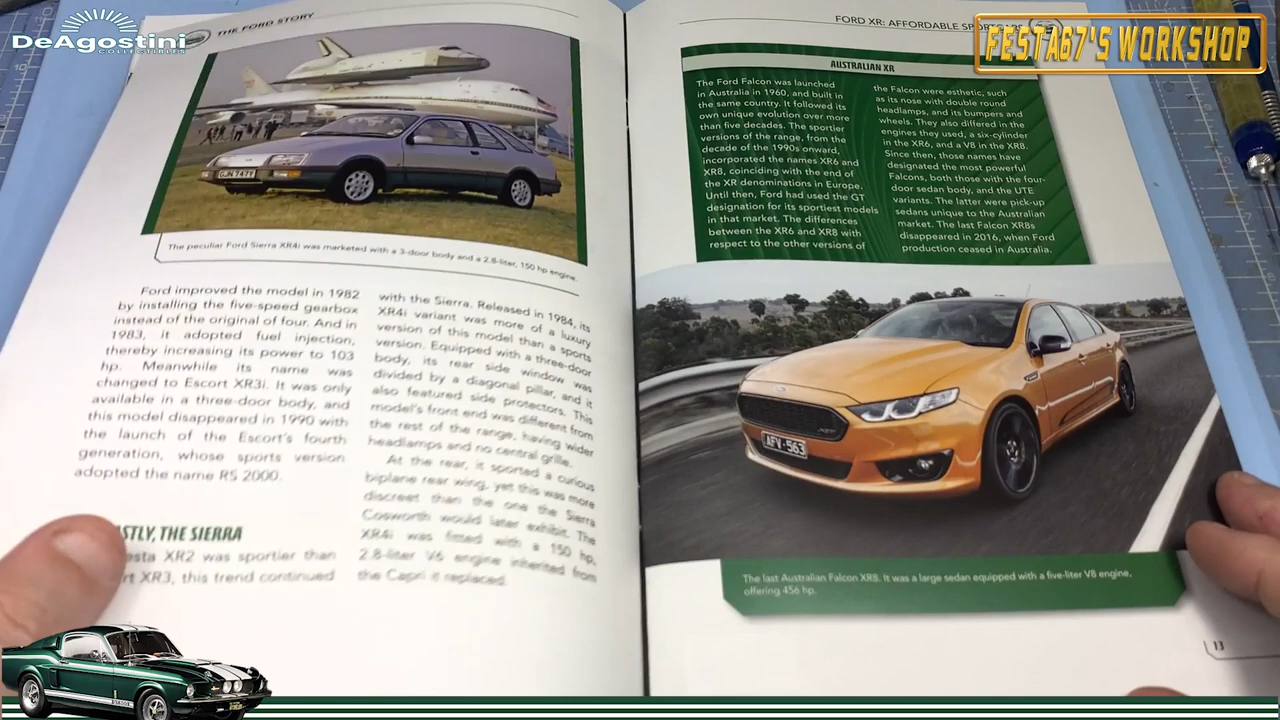 DeAgostini
COLLECTIBLES
THE FORD STORY
GJN 747Y
The peculiar Ford Sierra XR4i was marketed with a 3-door body and a 2.8-liter, 150 hp engine.
Ford improved the model in 1982
by installing the five-speed gearbox
instead of the original of four. And in
1983, it adopted fuel injection,
thereby increasing its power to 103
hp. Meanwhile its name was
changed to Escort XR3i. It was only
available in a three-door body, and
this model disappeared in 1990 with
the launch of the Escort's fourth
generation, whose sports version
adopted the name RS 2000.
STLY, THE SIERRA
esta XR2 was sportier than
rt XR3, this trend continued
with the Sierra. Released in 1984, its
XR4i variant was more of a luxury
version of this model than a sports
version. Equipped with a three-door
body, its rear side window was
divided by a diagonal pillar, and it
also featured side protectors. This
model's front end was different from
the rest of the range, having wider
headlamps and no central grille.
At the rear, it sported a curious
biplane rear wing, yet this was more
discreet than the one the Sierra
Cosworth would later exhibit. The
XR4i was fitted with a 150 hp,
2.8-liter V6 engine inherited from
the Capri it replaced.
FORD XR: AFFORDABLE
FESTA67'S WORKSHOP
AUSTRALIAN XR
The Ford Falcon was launched
in Australia in 1960, and built in
the same country. It followed its
own unique evolution over more
than five decades. The sportier
versions of the range, from the
decade of the 1990s onward,
incorporated the names XR6 and
XR8, coinciding with the end of
the XR denominations in Europe.
Until then, Ford had used the GT
designation for its sportiest models
in that market. The differences
between the XR6 and XR8 with
respect to the other versions of
the Falcon were esthetic, such
as its nose with double round
headlamps, and its bumpers and
wheels. They also differed in the
engines they used, a six-cylinder
in the XR6, and a V8 in the XR8.
Since then, those names have
designated the most powerful
Falcons, both those with the four-
door sedan body, and the UTE
variants. The latter were pick-up
sedans unique to the Australian
market. The last Falcon XR8s
disappeared in 2016, when Ford
production ceased in Australia.
AFV-563
The last Australian Falcon XR8. It was a large sedan equipped with a five-liter V8 engine,
offering 456 hp.
13